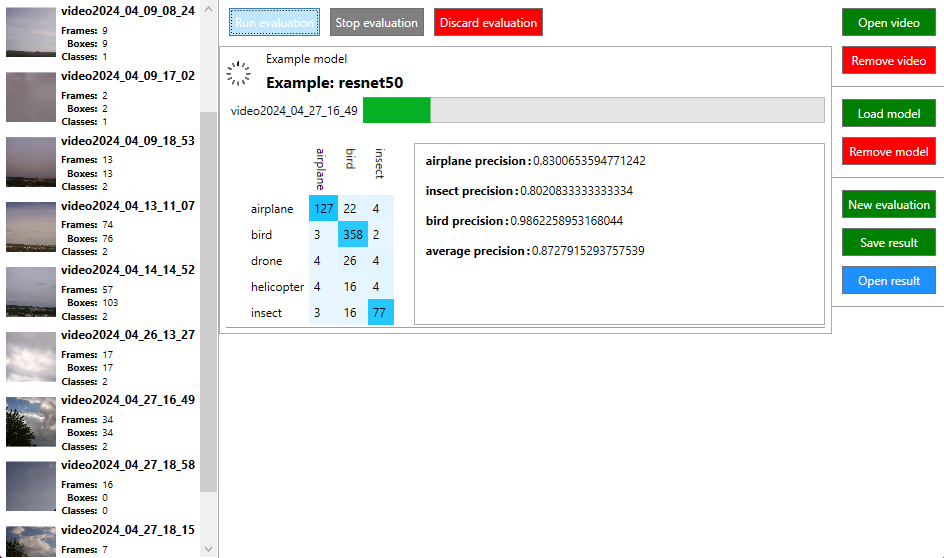 video2024_04_09_08_24
Frames: 9
Boxes: 9
Classes: 1
video2024_04_09_17_02
Frames: 2
Boxes: 2
Classes: 1
video2024_04_09_18_53
Frames: 13
Boxes: 13
Classes: 2
video2024_04_13_11_07
Frames: 74
Boxes: 76
Classes: 2
video2024_04_14_14_52
Frames: 57
Boxes: 103
Classes: 2
video2024_04_26_13_27
Frames: 17
Boxes: 17
Classes: 2
video2024_04_27_16_49
Frames: 34
Boxes: 34
Classes: 2
video2024_04_27_18_58
Frames: 16
Boxes: 0
Classes: 0
video2024_04_27_18_15
Frames: 7
Run evaluation Stop evaluation Discard evaluation
Example model
Example: resnet50
video2024_04_27_16_49
airplane bird insect
airplane 127 22 4
bird 3 358 2
drone 4 26 4
helicopter 4 16 4
insect 3 16 77
airplane precision: 0.8300653594771242
insect precision: 0.8020833333333334
bird precision: 0.9862258953168044
average precision: 0.8727915293757539
Open video
Remove video
Load model
Remove model
New evaluation
Save result
Open result